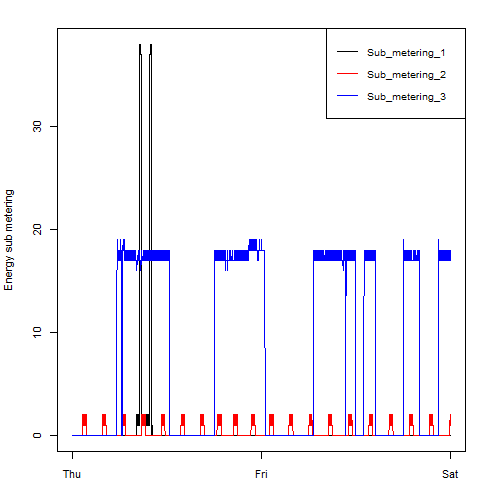 Sub_metering_1
Sub_metering_2
Sub_metering_3
Energy sub metering
30
20
10
0
Thu Fri Sat